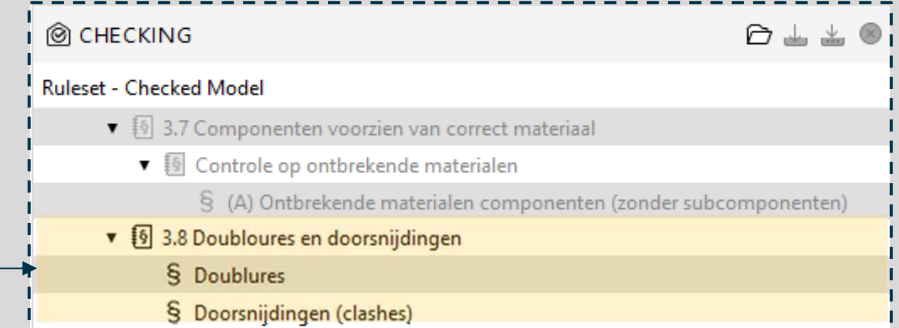 CHECKING
Ruleset - Checked Model
§ 3.7 Componenten voorzien van correct materiaal
§ Controle op ontbrekende materialen
§ (A) Ontbrekende materialen componenten (zonder subcomponenten)
§ 3.8 Doubloures en doorsnijdingen
§ Doublures
§ Doorsnijdingen (clashes)